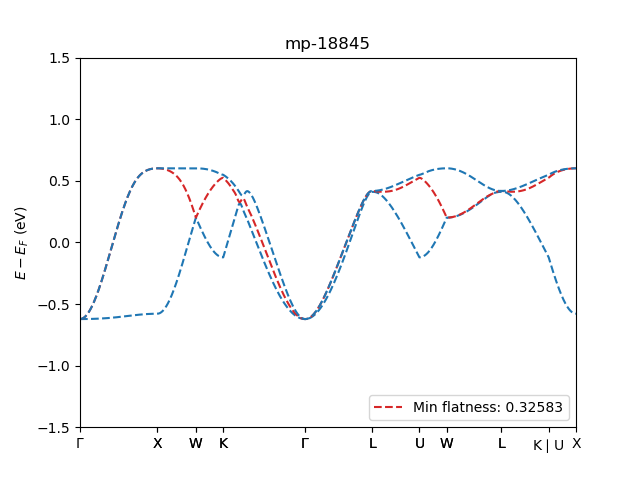 mp-18845
1.5
1.0
0.5
0.0
−0.5
−1.0
−1.5
E − E_F (eV)
Min flatness: 0.32583
Γ X W K Γ L U W L K | U X